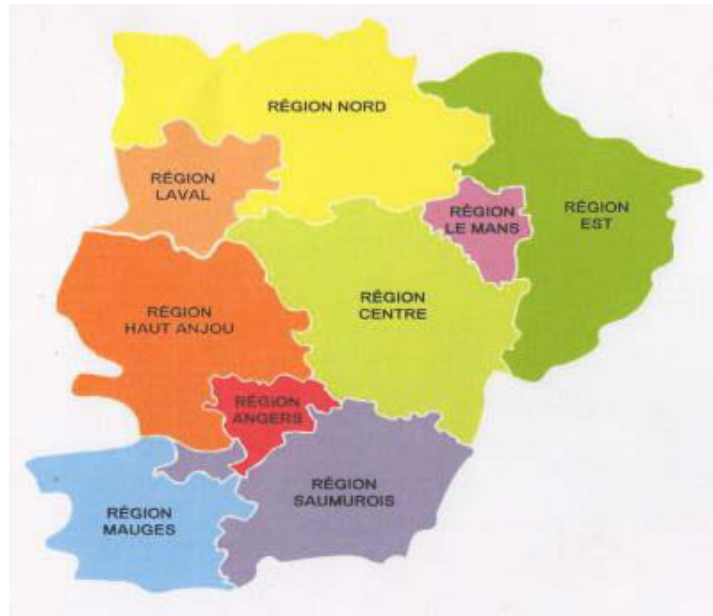 RÉGION NORD
RÉGION
LAVAL
RÉGION
LE MANS
RÉGION
EST
RÉGION
HAUT ANJOU
RÉGION
CENTRE
RÉGION
ANGERS
RÉGION
SAUMUROIS
RÉGION
MAUGES